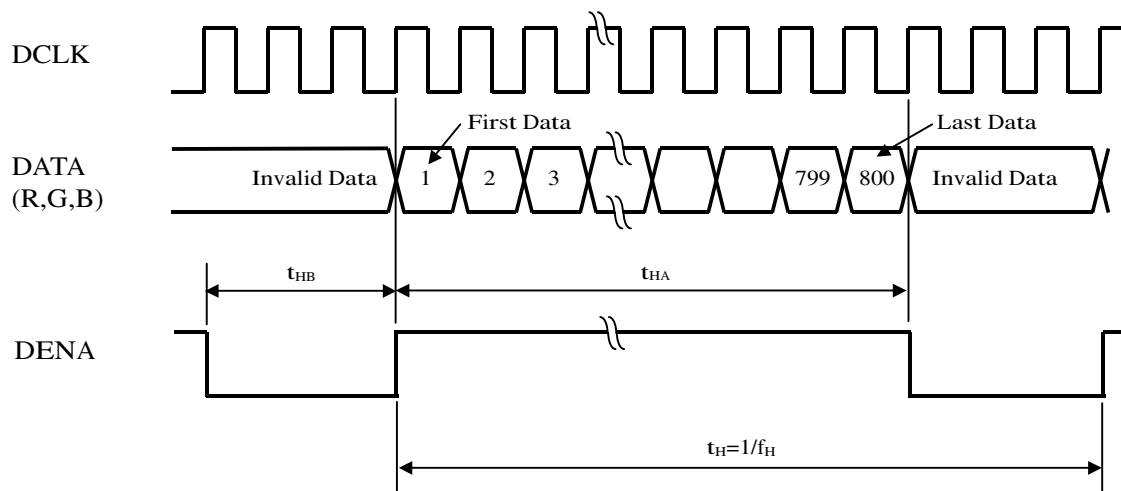 DCLK
First Data
Last Data
DATA
(R,G,B)
Invalid Data
1
2
3
799
800
Invalid Data
tHB
tHA
DENA
tH=1/fH